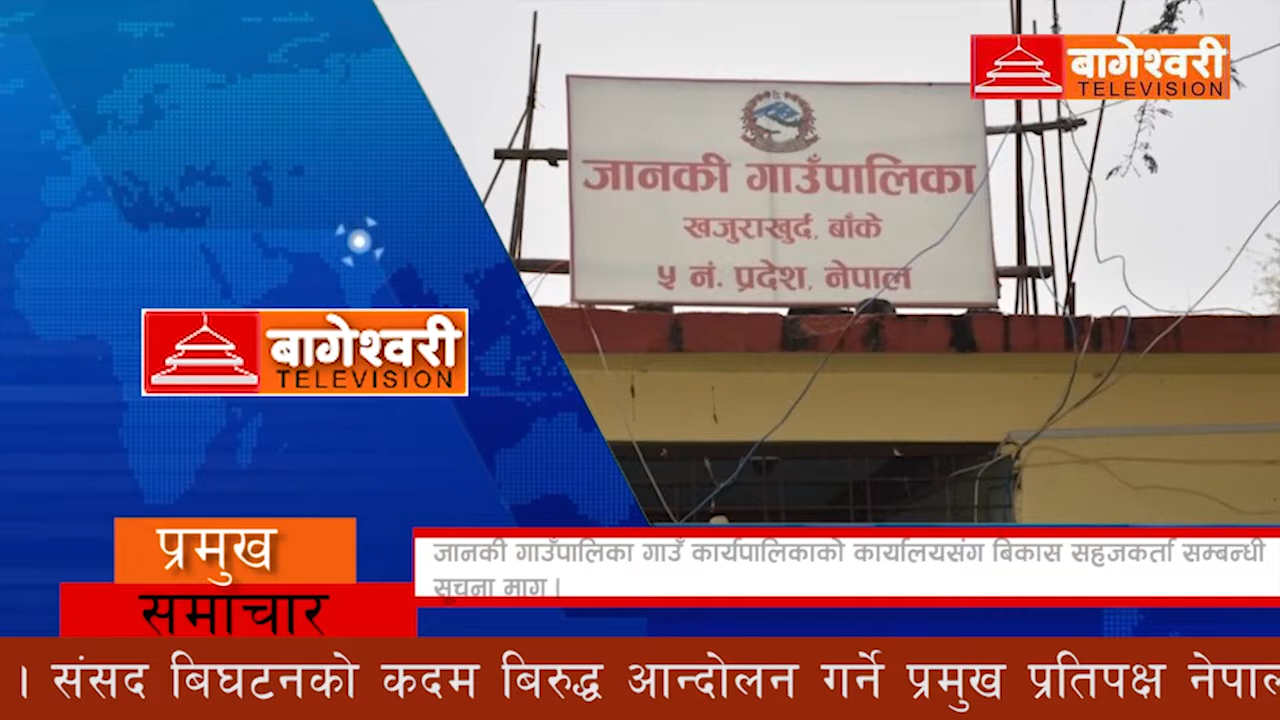 बागेश्वरी
TELEVISION
जानकी गाउँपालिका
खजुराखुर्द, बाँके
५ नं. प्रदेश, नेपाल
बागेश्वरी
TELEVISION
प्रमुख
समाचार
जानकी गाउँपालिका गाउँ कार्यपालिकाको कार्यालयसंग बिकास सहजकर्ता सम्बन्धी
सूचना माग ।
। संसद बिघटनको कदम बिरुद्ध आन्दोलन गर्ने प्रमुख प्रतिपक्ष नेपाल